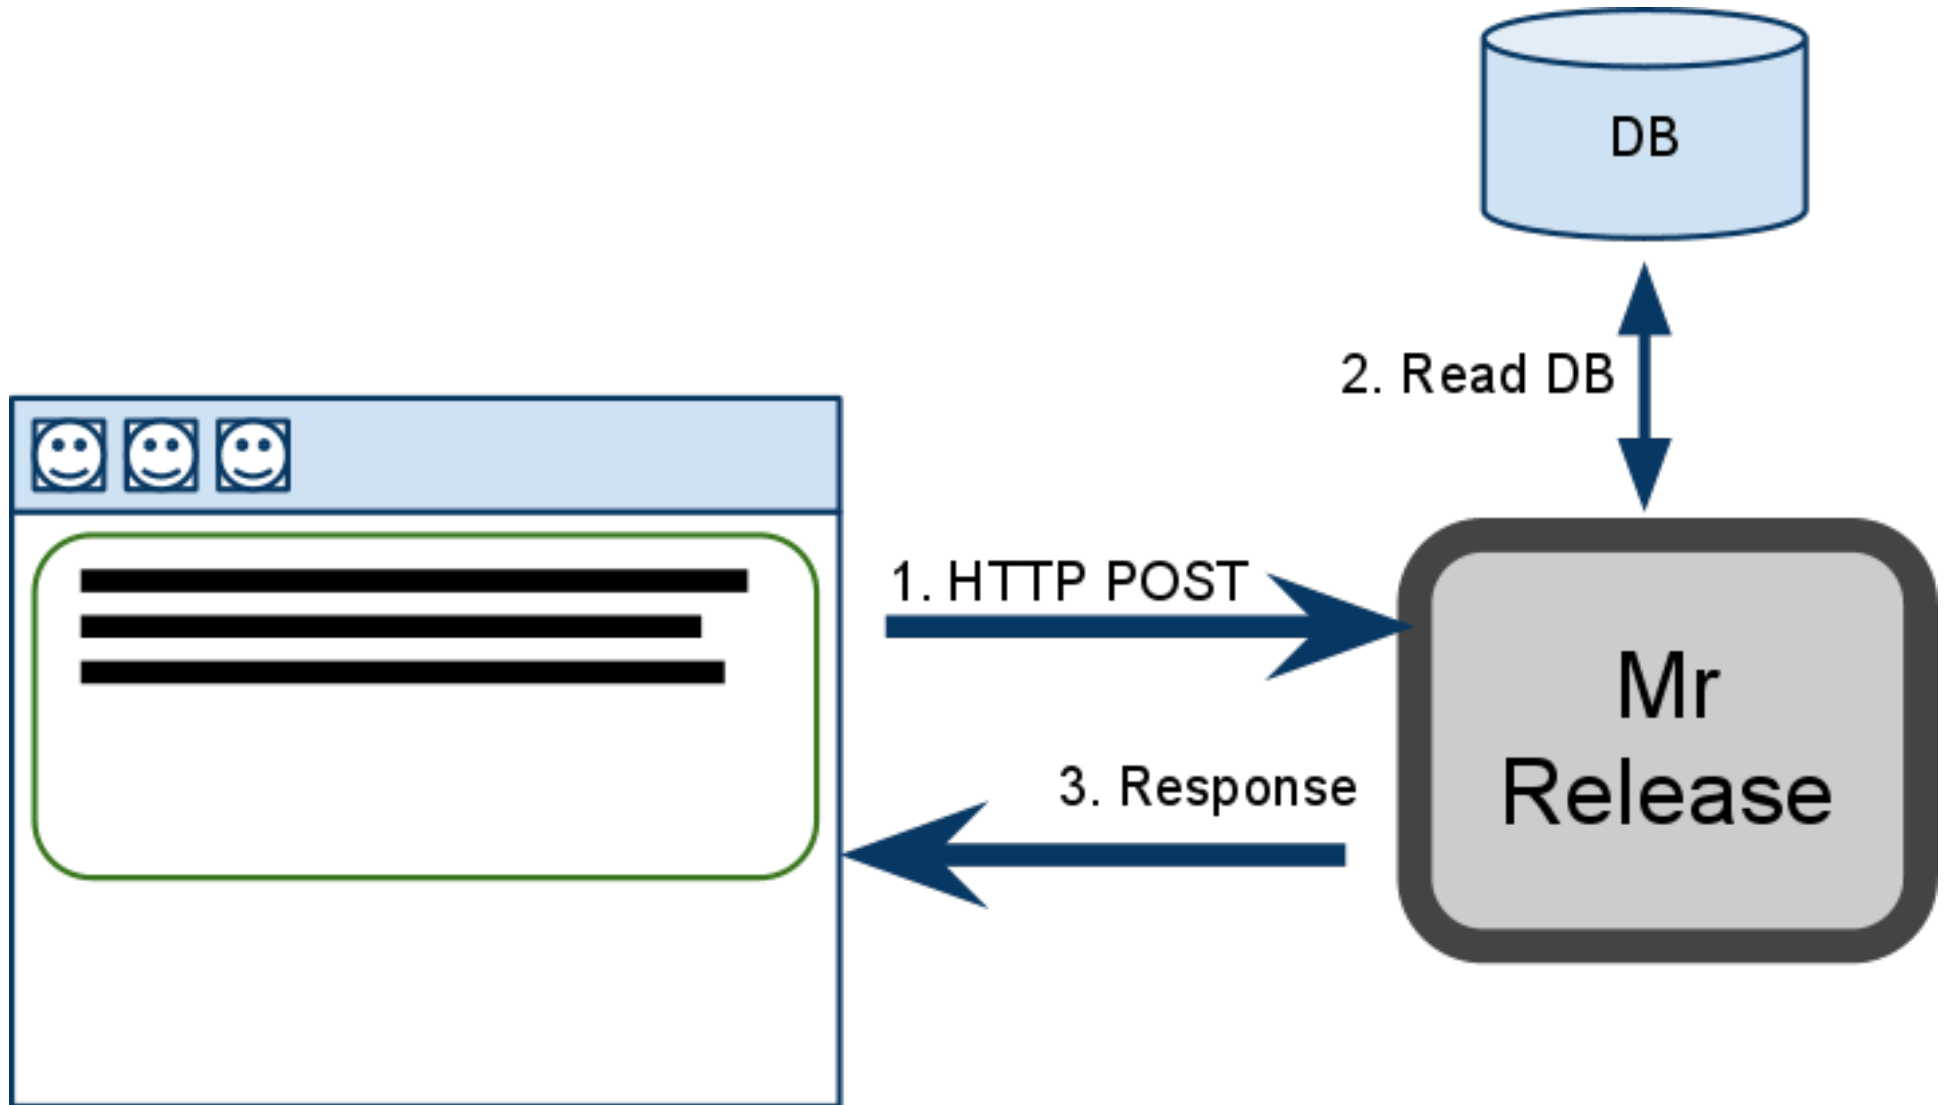 DB
2. Read DB
1. HTTP POST
Mr
Release
3. Response